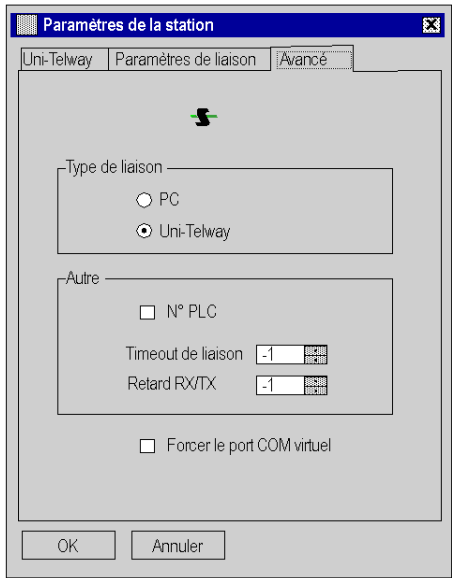 Paramètres de la station
Uni-Telway Paramètres de liaison Avancé
Type de liaison
PC
Uni-Telway
Autre
N° PLC
Timeout de liaison -1
Retard RX/TX -1
Forcer le port COM virtuel
OK Annuler